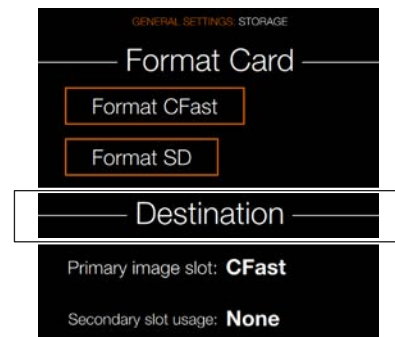 GENERAL SETTINGS: STORAGE
Format Card
Format CFast
Format SD
Destination
Primary image slot: CFast
Secondary slot usage: None